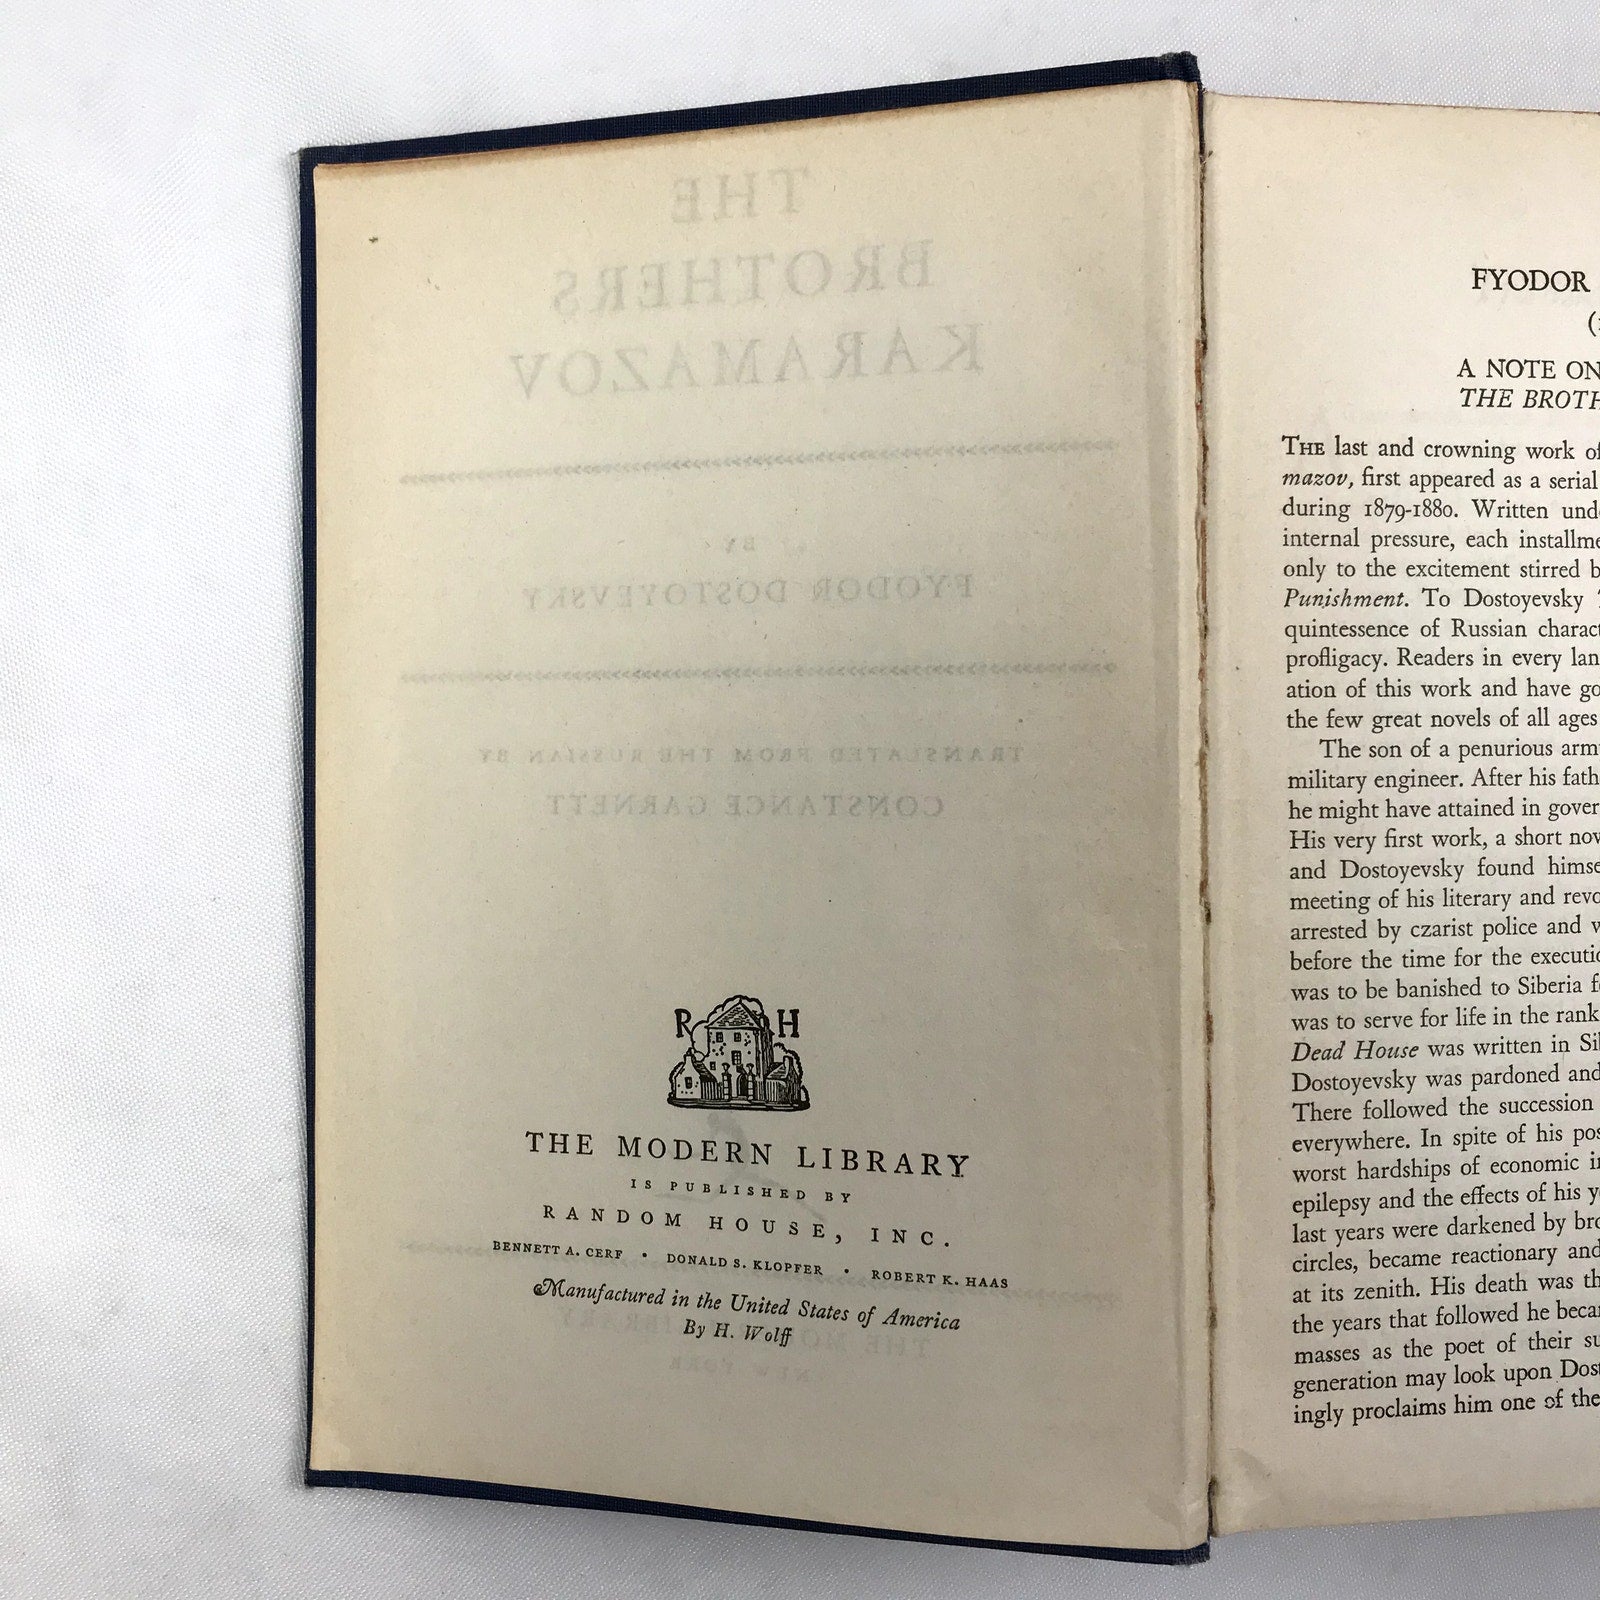 THE
BROTHERS
KARAMAZOV
BY
FYODOR DOSTOYEVSKY
TRANSLATED FROM THE RUSSIAN BY
CONSTANCE GARNETT
R H
THE MODERN LIBRARY
IS PUBLISHED BY
RANDOM HOUSE, INC.
BENNETT A. CERF • DONALD S. KLOPFER • ROBERT K. HAAS
Manufactured in the United States of America
By H. Wolff
THE MODERN LIBRARY
NEW YORK
FYODOR
A NOTE ON
THE BROTH
THE last and crowning work of
mazov, first appeared as a serial
during 1879-1880. Written und
internal pressure, each installme
only to the excitement stirred b
Punishment. To Dostoyevsky
quintessence of Russian charact
profligacy. Readers in every lan
ation of this work and have go
the few great novels of all ages
The son of a penurious arm
military engineer. After his fath
he might have attained in gover
His very first work, a short nov
and Dostoyevsky found himse
meeting of his literary and revo
arrested by czarist police and w
before the time for the executio
was to be banished to Siberia f
was to serve for life in the rank
Dead House was written in Si
Dostoyevsky was pardoned and
There followed the succession
everywhere. In spite of his pos
worst hardships of economic i
epilepsy and the effects of his y
last years were darkened by bro
circles, became reactionary and
at its zenith. His death was th
the years that followed he becam
masses as the poet of their su
generation may look upon Dost
ingly proclaims him one of the